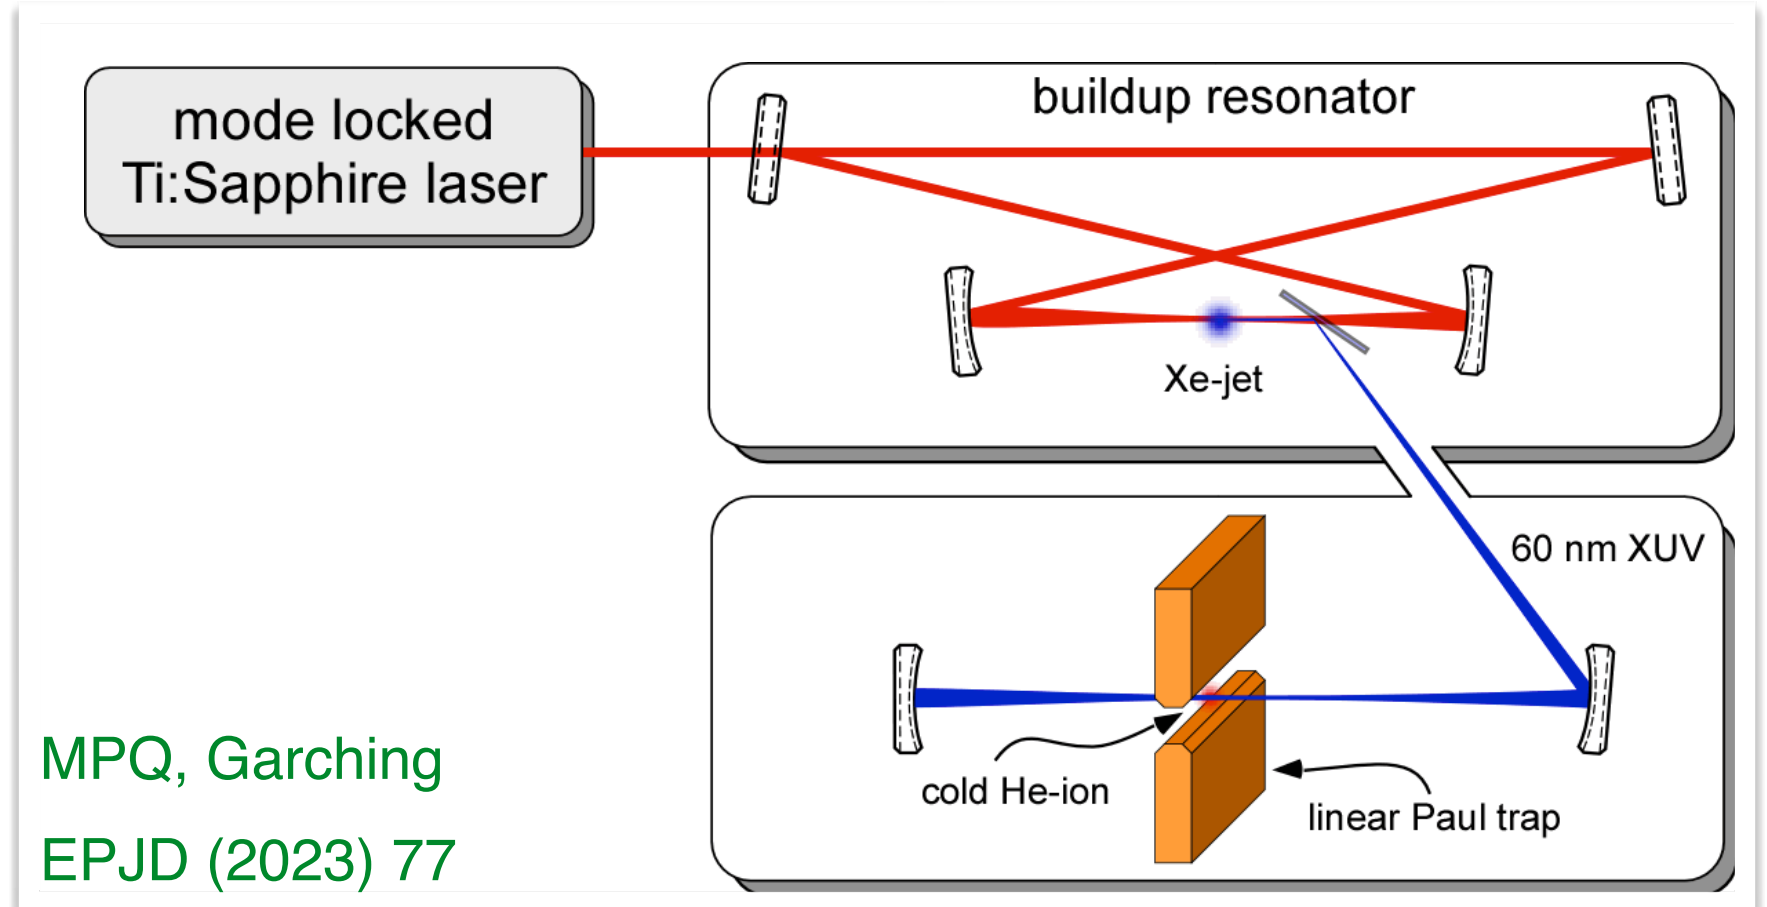 mode locked
Ti:Sapphire laser
buildup resonator
Xe-jet
60 nm XUV
cold He-ion
linear Paul trap
MPQ, Garching
EPJD (2023) 77